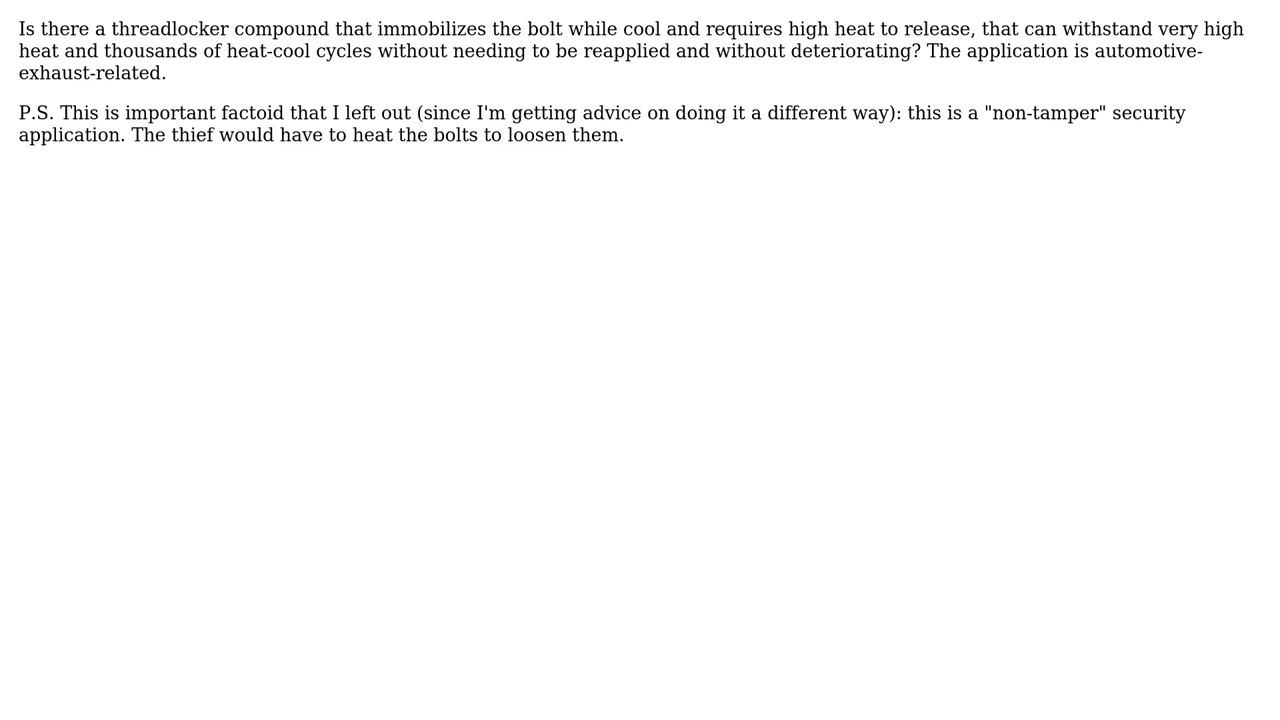 Is there a threadlocker compound that immobilizes the bolt while cool and requires high heat to release, that can withstand very high
heat and thousands of heat-cool cycles without needing to be reapplied and without deteriorating? The application is automotive-
exhaust-related.
P.S. This is important factoid that I left out (since I'm getting advice on doing it a different way): this is a "non-tamper" security
application. The thief would have to heat the bolts to loosen them.